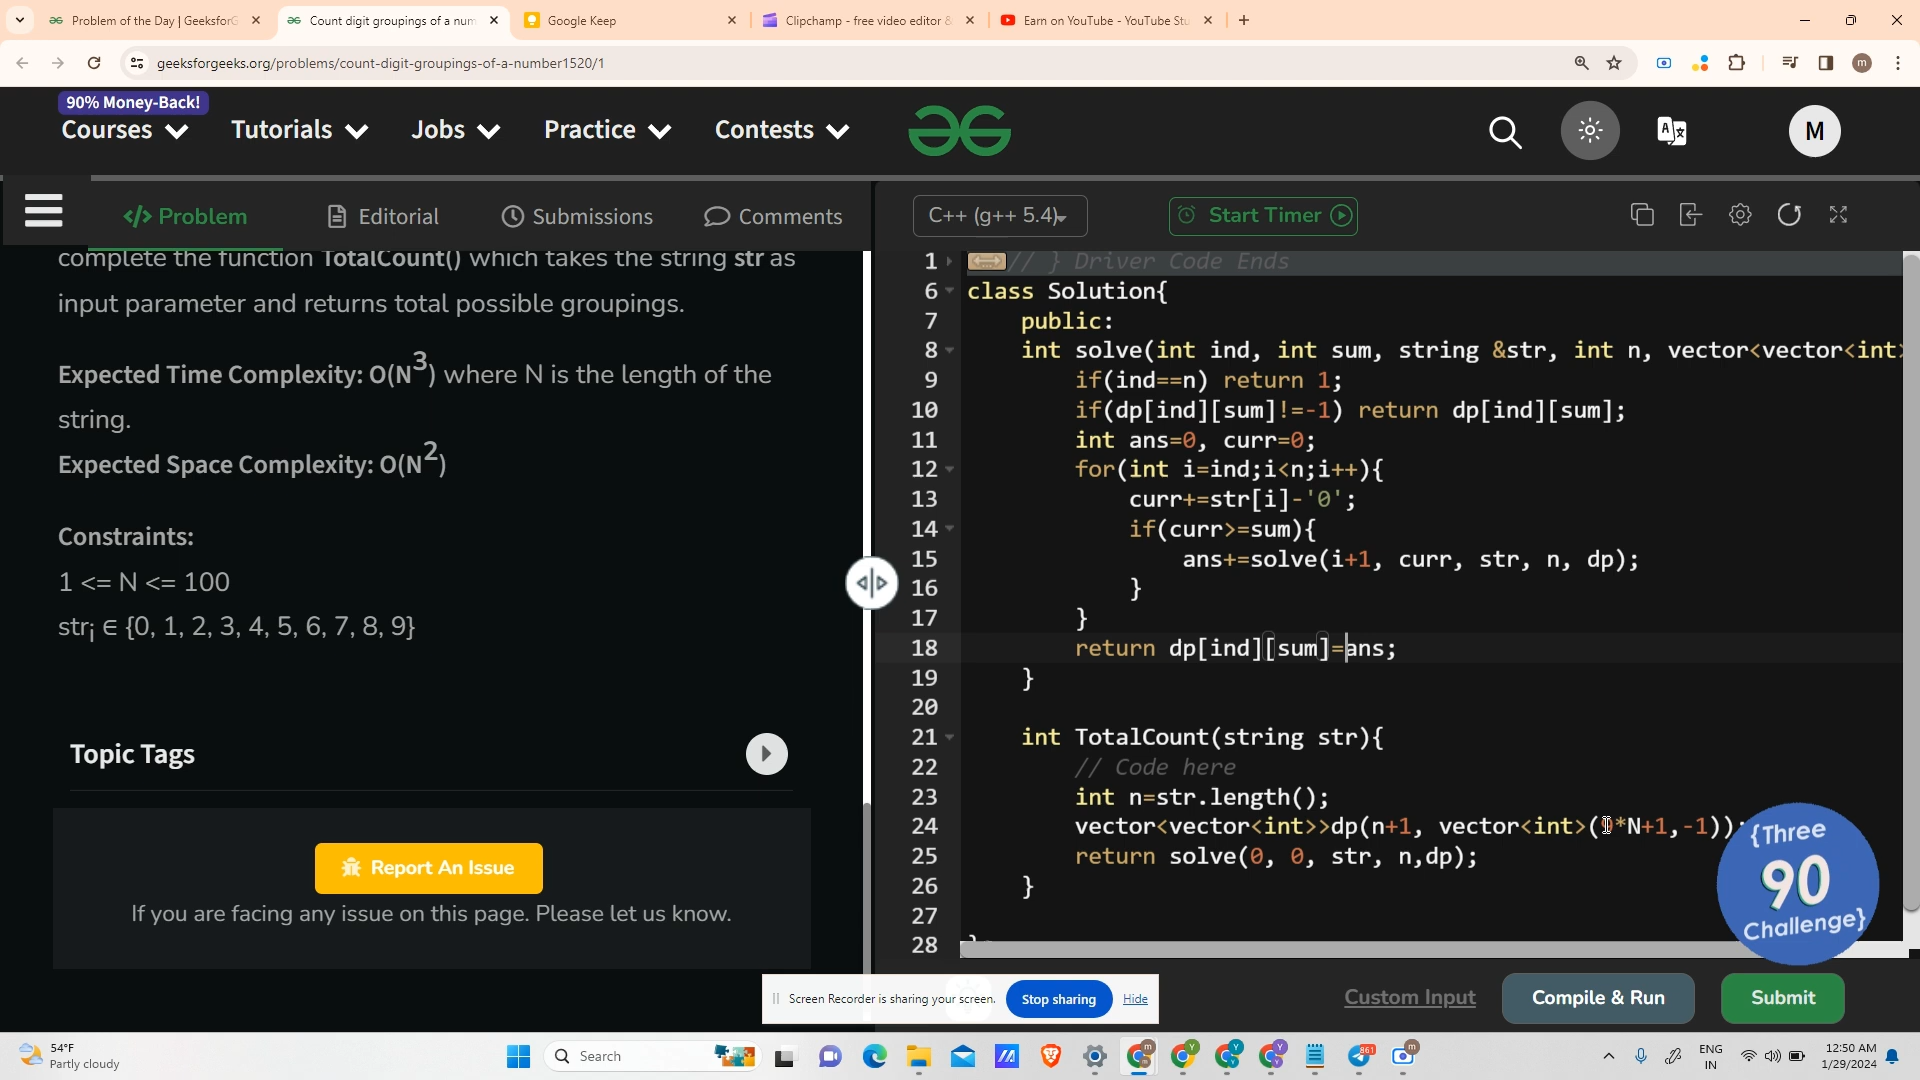 Problem of the Day | GeeksforG
Count digit groupings of a num
Google Keep
Clipchamp - free video editor &
Earn on YouTube - YouTube Stu
geeksforgeeks.org/problems/count-digit-groupings-of-a-number1520/1
m
90% Money-Back!
Courses
Tutorials
Jobs
Practice
Contests
M
</> Problem
Editorial
Submissions
Comments
C++ (g++ 5.4)
Start Timer
complete the function TotalCount() which takes the string str as
input parameter and returns total possible groupings.
Expected Time Complexity: O(N3) where N is the length of the
string.
Expected Space Complexity: O(N2)
Constraints:
1 <= N <= 100
stri ∈ {0, 1, 2, 3, 4, 5, 6, 7, 8, 9}
Topic Tags
Report An Issue
If you are facing any issue on this page. Please let us know.
1 // } Driver Code Ends
6 class Solution{
7 public:
8 int solve(int ind, int sum, string &str, int n, vector<vector<int>
9 if(ind==n) return 1;
10 if(dp[ind][sum]!=-1) return dp[ind][sum];
11 int ans=0, curr=0;
12 for(int i=ind;i<n;i++){
13 curr+=str[i]-'0';
14 if(curr>=sum){
15 ans+=solve(i+1, curr, str, n, dp);
16 }
17 }
18 return dp[ind][sum]=ans;
19 }
20
21 int TotalCount(string str){
22 // Code here
23 int n=str.length();
24 vector<vector<int>>dp(n+1, vector<int>(9*N+1,-1));
25 return solve(0, 0, str, n,dp);
26 }
27
28
{Three
90
Challenge}
Screen Recorder is sharing your screen.
Stop sharing
Hide
Custom Input
Compile & Run
Submit
54°F
Partly cloudy
Search
861
ENG
IN
12:50 AM
1/29/2024